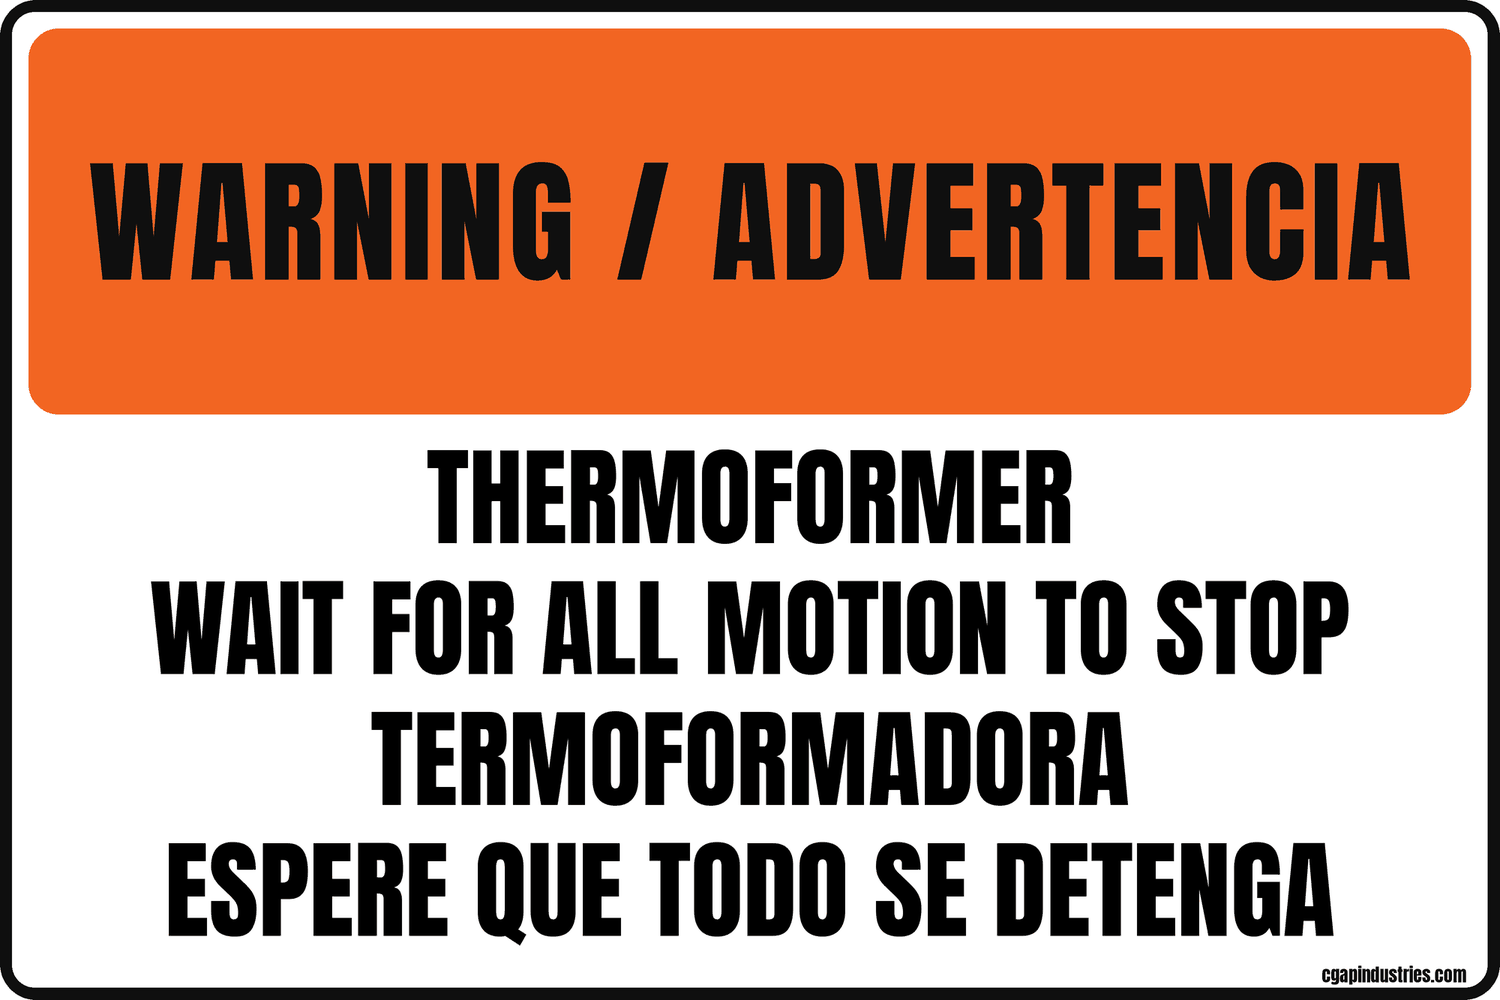 WARNING / ADVERTENCIA
THERMOFORMER
WAIT FOR ALL MOTION TO STOP
TERMOFORMADORA
ESPERE QUE TODO SE DETENGA
cgapindustries.com